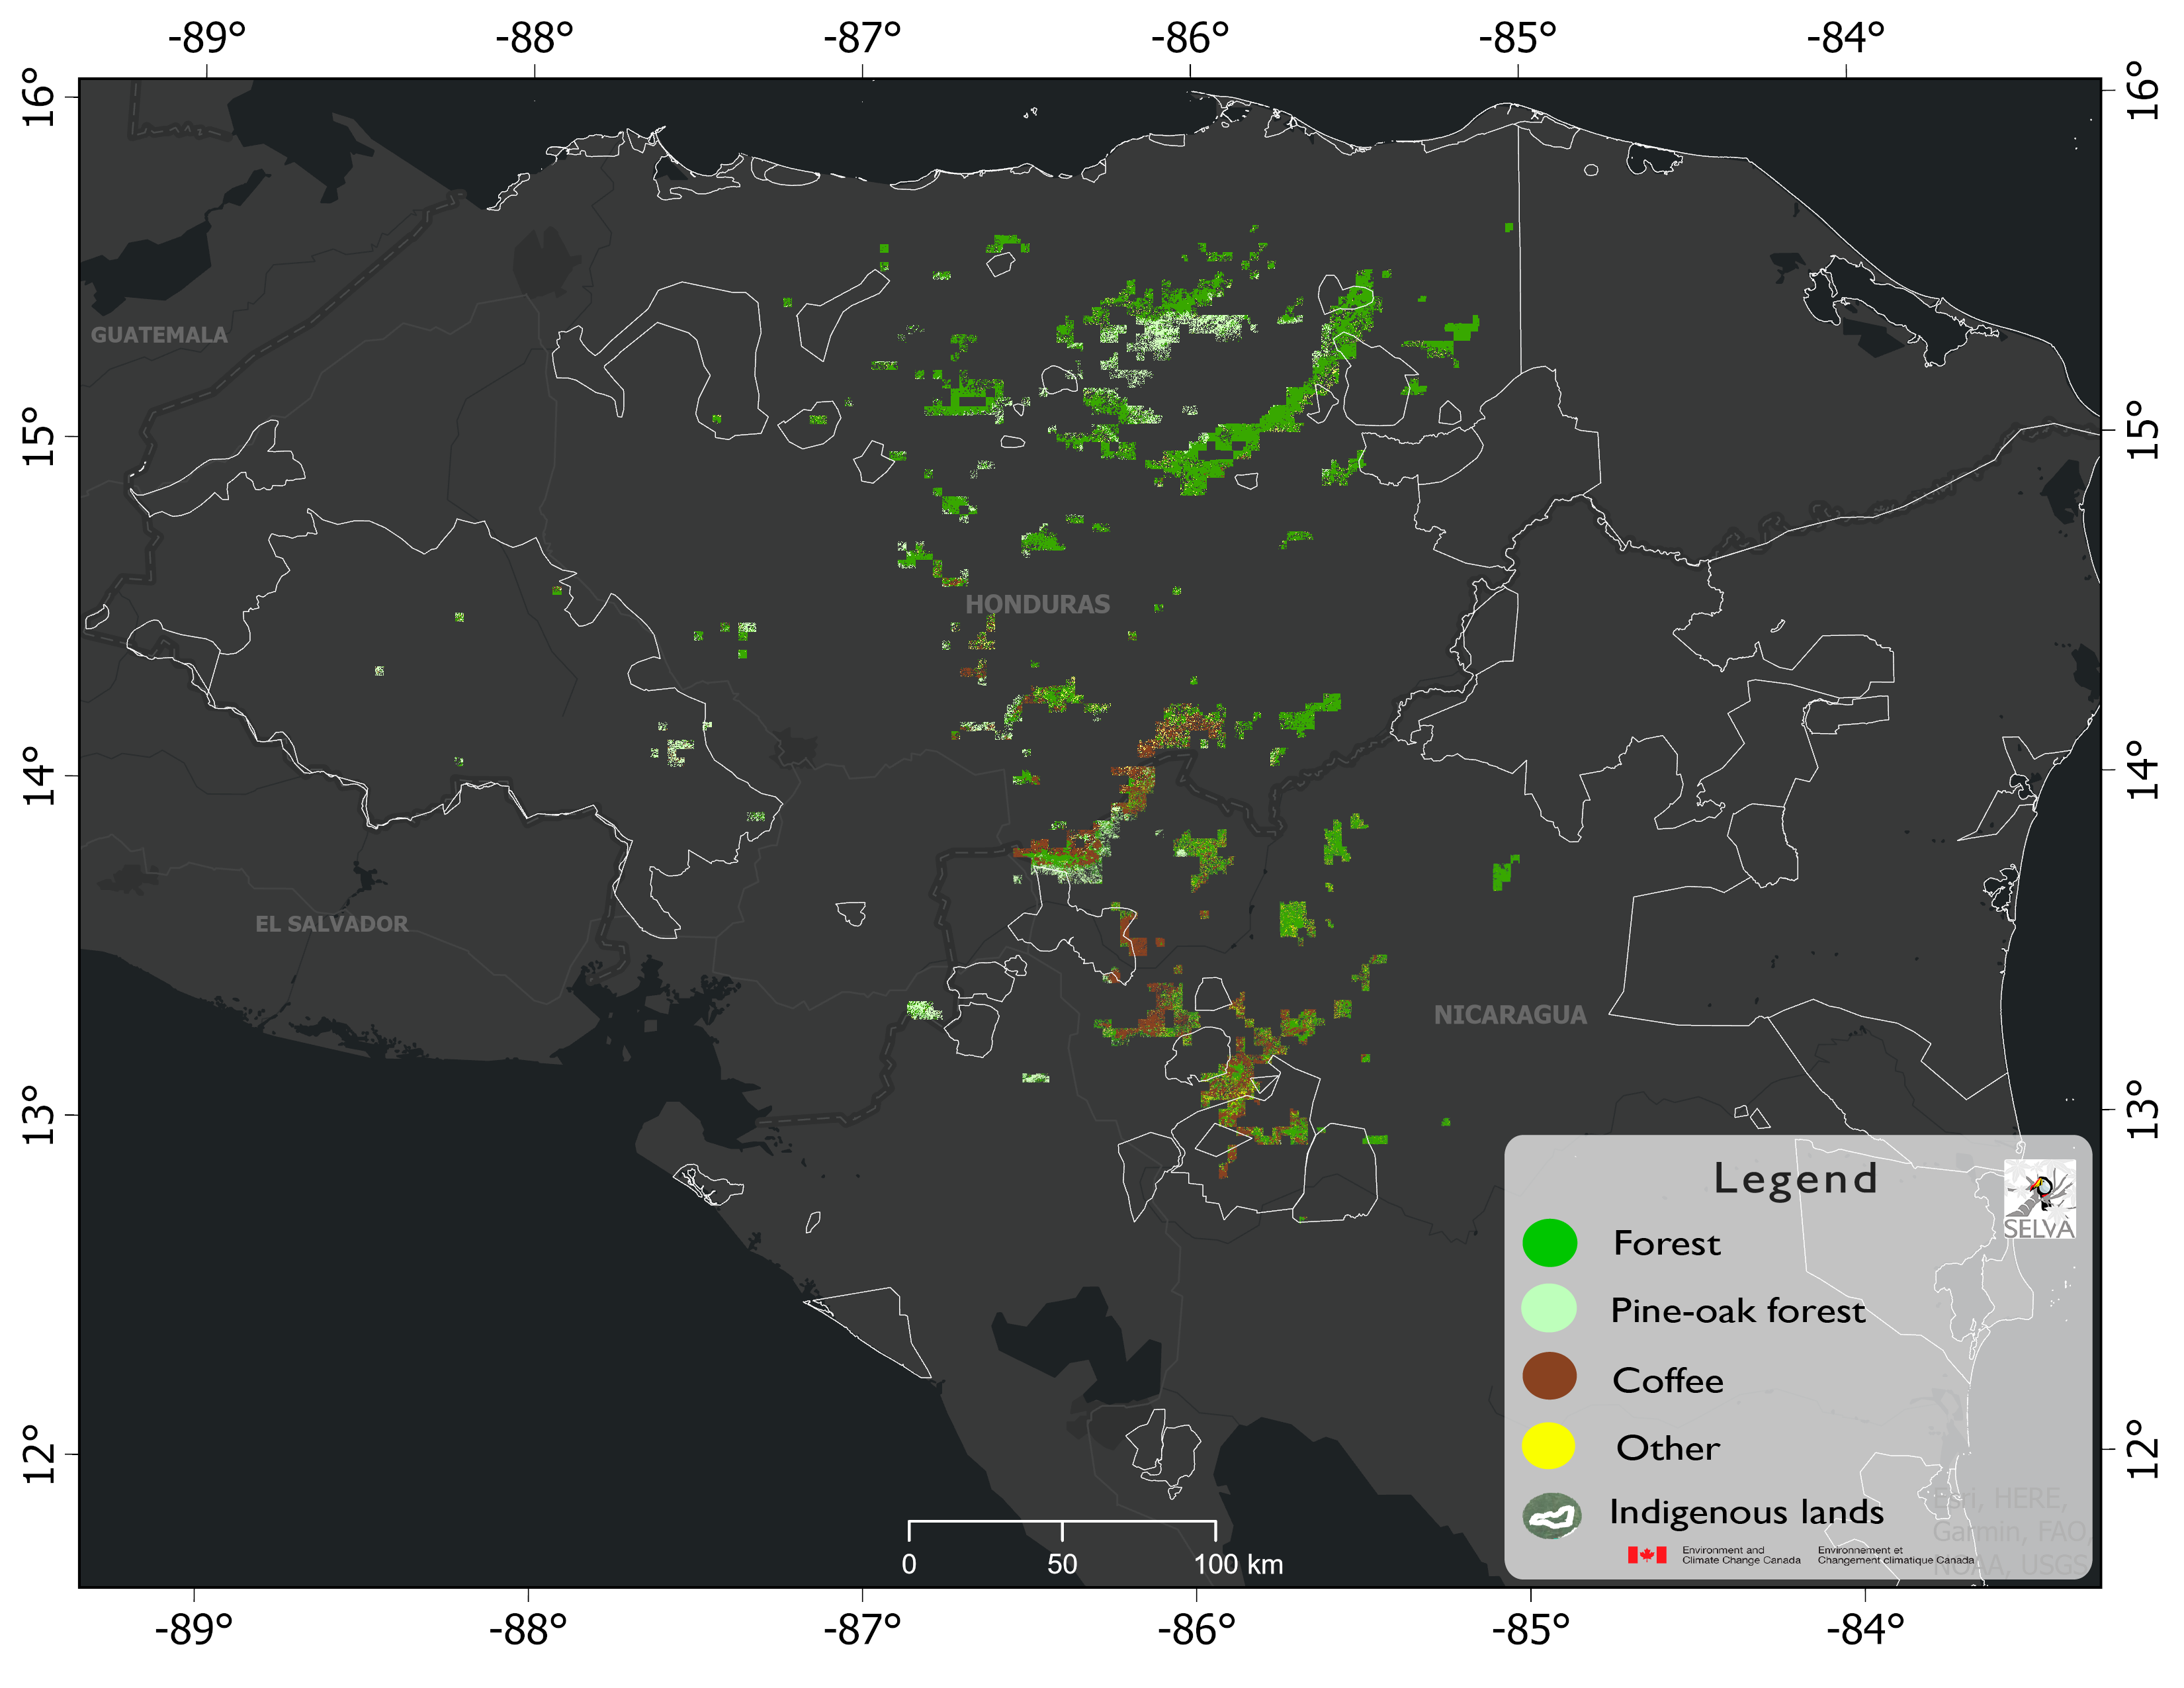 -89° -88° -87° -86° -85° -84°
16° 16°
GUATEMALA
15° 15°
HONDURAS
14° 14°
EL SALVADOR
NICARAGUA
13° 13°
Legend
SELVA
Forest
Pine-oak forest
Coffee
Other
12° 12°
Indigenous lands
Esri, HERE,
Garmin, FAO,
NOAA, USGS
Environment and Environnement et
Climate Change Canada Changement climatique Canada
0 50 100 km
-89° -88° -87° -86° -85° -84°